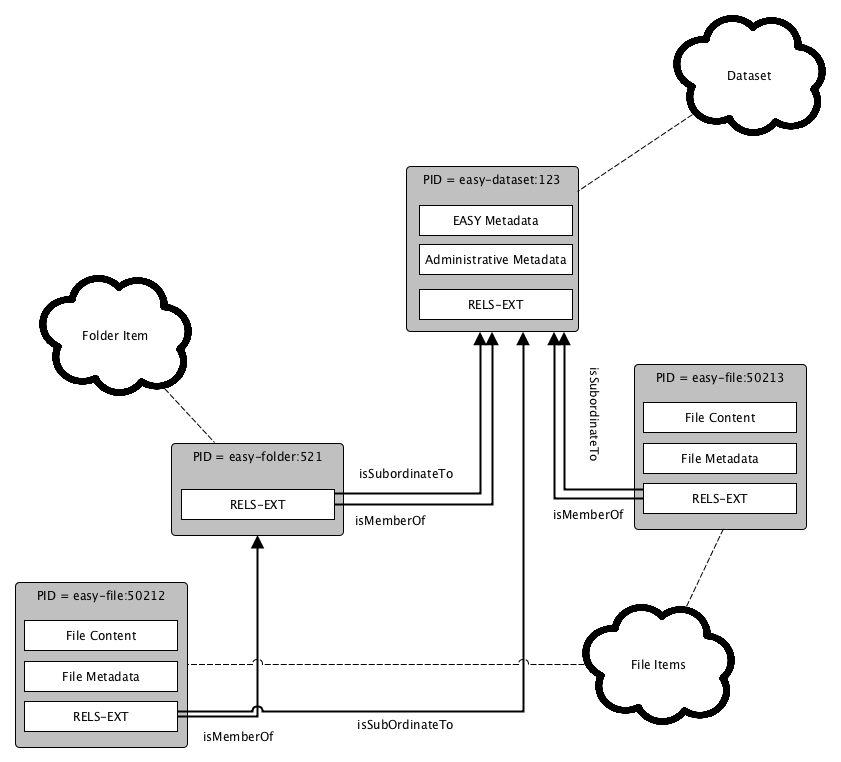 Dataset
PID = easy-dataset:123
EASY Metadata
Administrative Metadata
RELS-EXT
Folder Item
PID = easy-folder:521
RELS-EXT
isSubordinateTo
isMemberOf
isSubordinateTo
PID = easy-file:50213
File Content
File Metadata
RELS-EXT
isMemberOf
PID = easy-file:50212
File Content
File Metadata
RELS-EXT
isMemberOf
isSubOrdinateTo
File Items